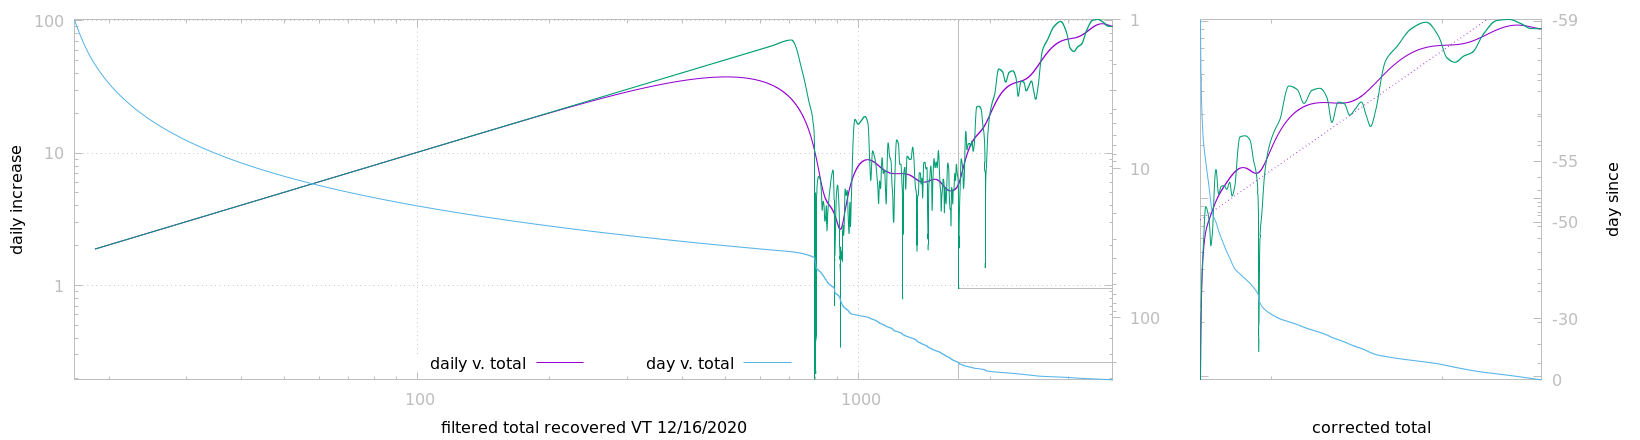 100
10
1
daily increase
100
1000
filtered total recovered VT 12/16/2020
daily v. total
day v. total
1
10
100
-59
-55
-50
-30
0
day since
corrected total